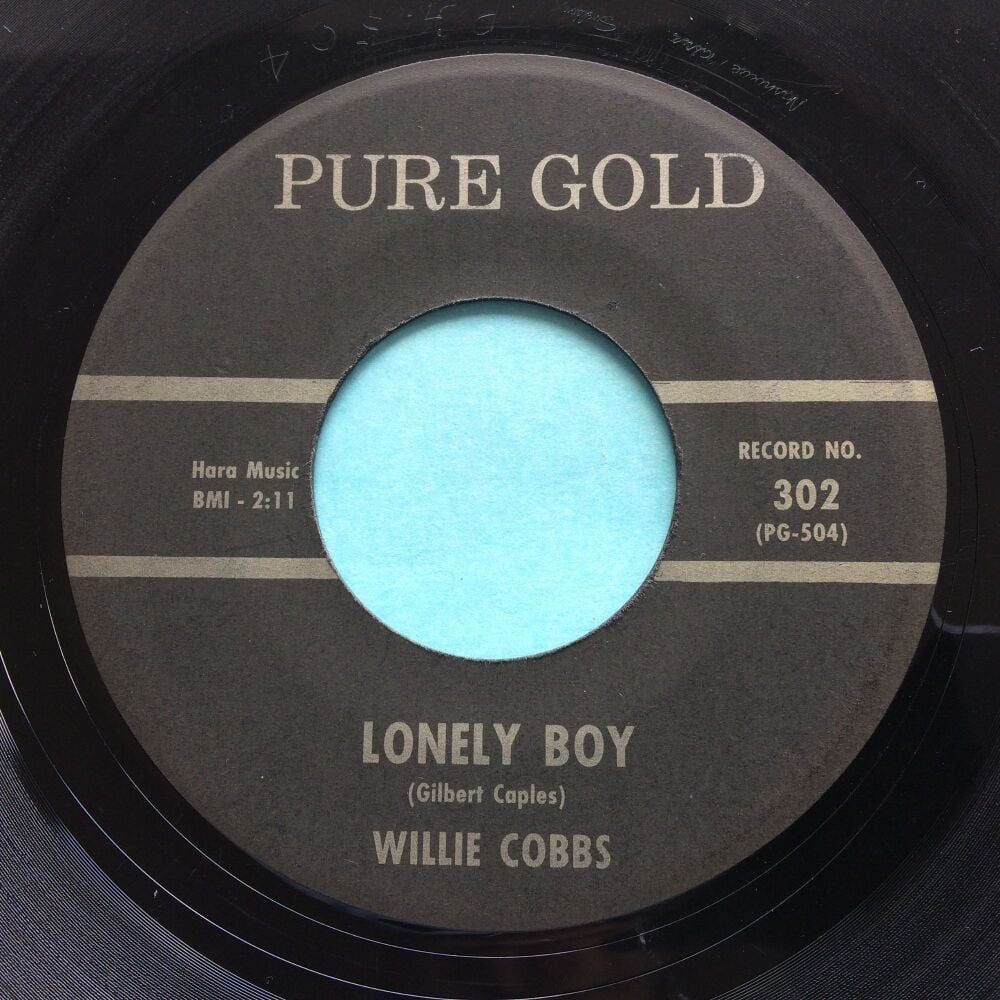 PURE GOLD
Hara Music
BMI - 2:11
RECORD NO.
302
(PG-504)
LONELY BOY
(Gilbert Caples)
WILLIE COBBS